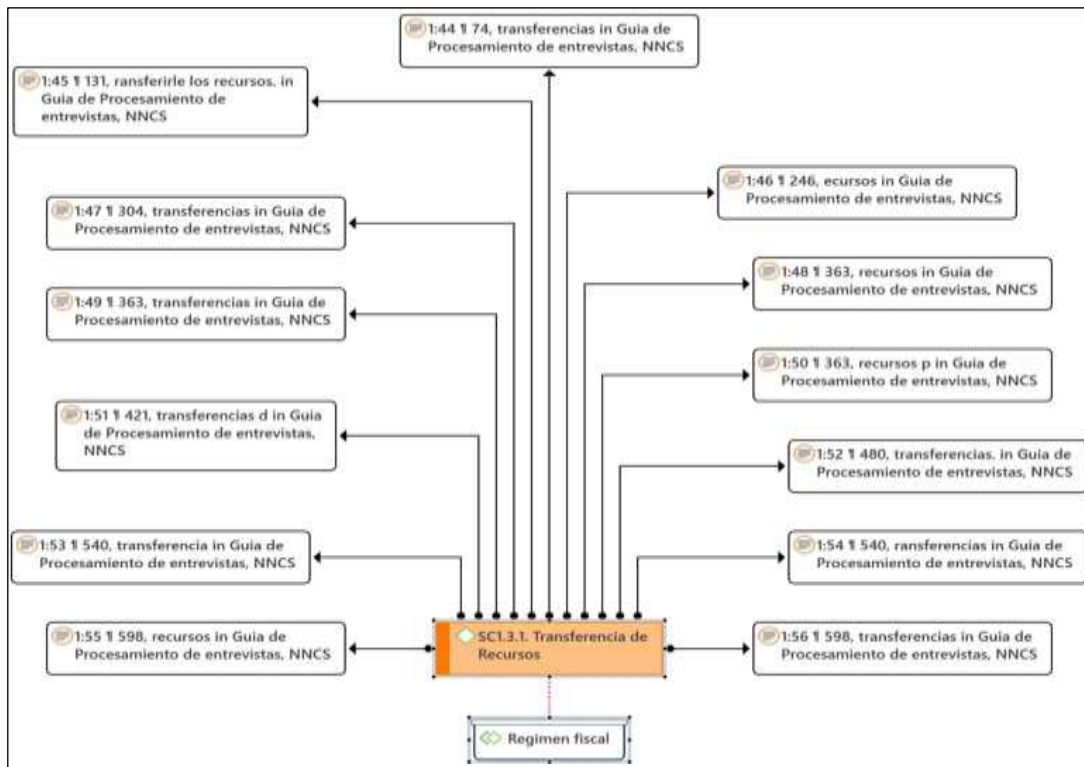 1:44 ¶ 74, transferencias in Guia de
Procesamiento de entrevistas, NNCS
1:45 ¶ 131, ransferirle los recursos. in
Guia de Procesamiento de
entrevistas, NNCS
1:46 ¶ 246, ecursos in Guia de
Procesamiento de entrevistas, NNCS
1:47 ¶ 304, transferencias in Guia de
Procesamiento de entrevistas, NNCS
1:48 ¶ 363, recursos in Guia de
Procesamiento de entrevistas, NNCS
1:49 ¶ 363, transferencias in Guia de
Procesamiento de entrevistas, NNCS
1:50 ¶ 363, recursos p in Guia de
Procesamiento de entrevistas, NNCS
1:51 ¶ 421, transferencias d in Guia
de Procesamiento de entrevistas,
NNCS
1:52 ¶ 480, transferencias. in Guia de
Procesamiento de entrevistas, NNCS
1:53 ¶ 540, transferencia in Guia de
Procesamiento de entrevistas, NNCS
1:54 ¶ 540, ransferencias in Guia de
Procesamiento de entrevistas, NNCS
1:55 ¶ 598, recursos in Guia de
Procesamiento de entrevistas, NNCS
SC1.3.1. Transferencia de
Recursos
1:56 ¶ 598, transferencias in Guia de
Procesamiento de entrevistas, NNCS
Regimen fiscal